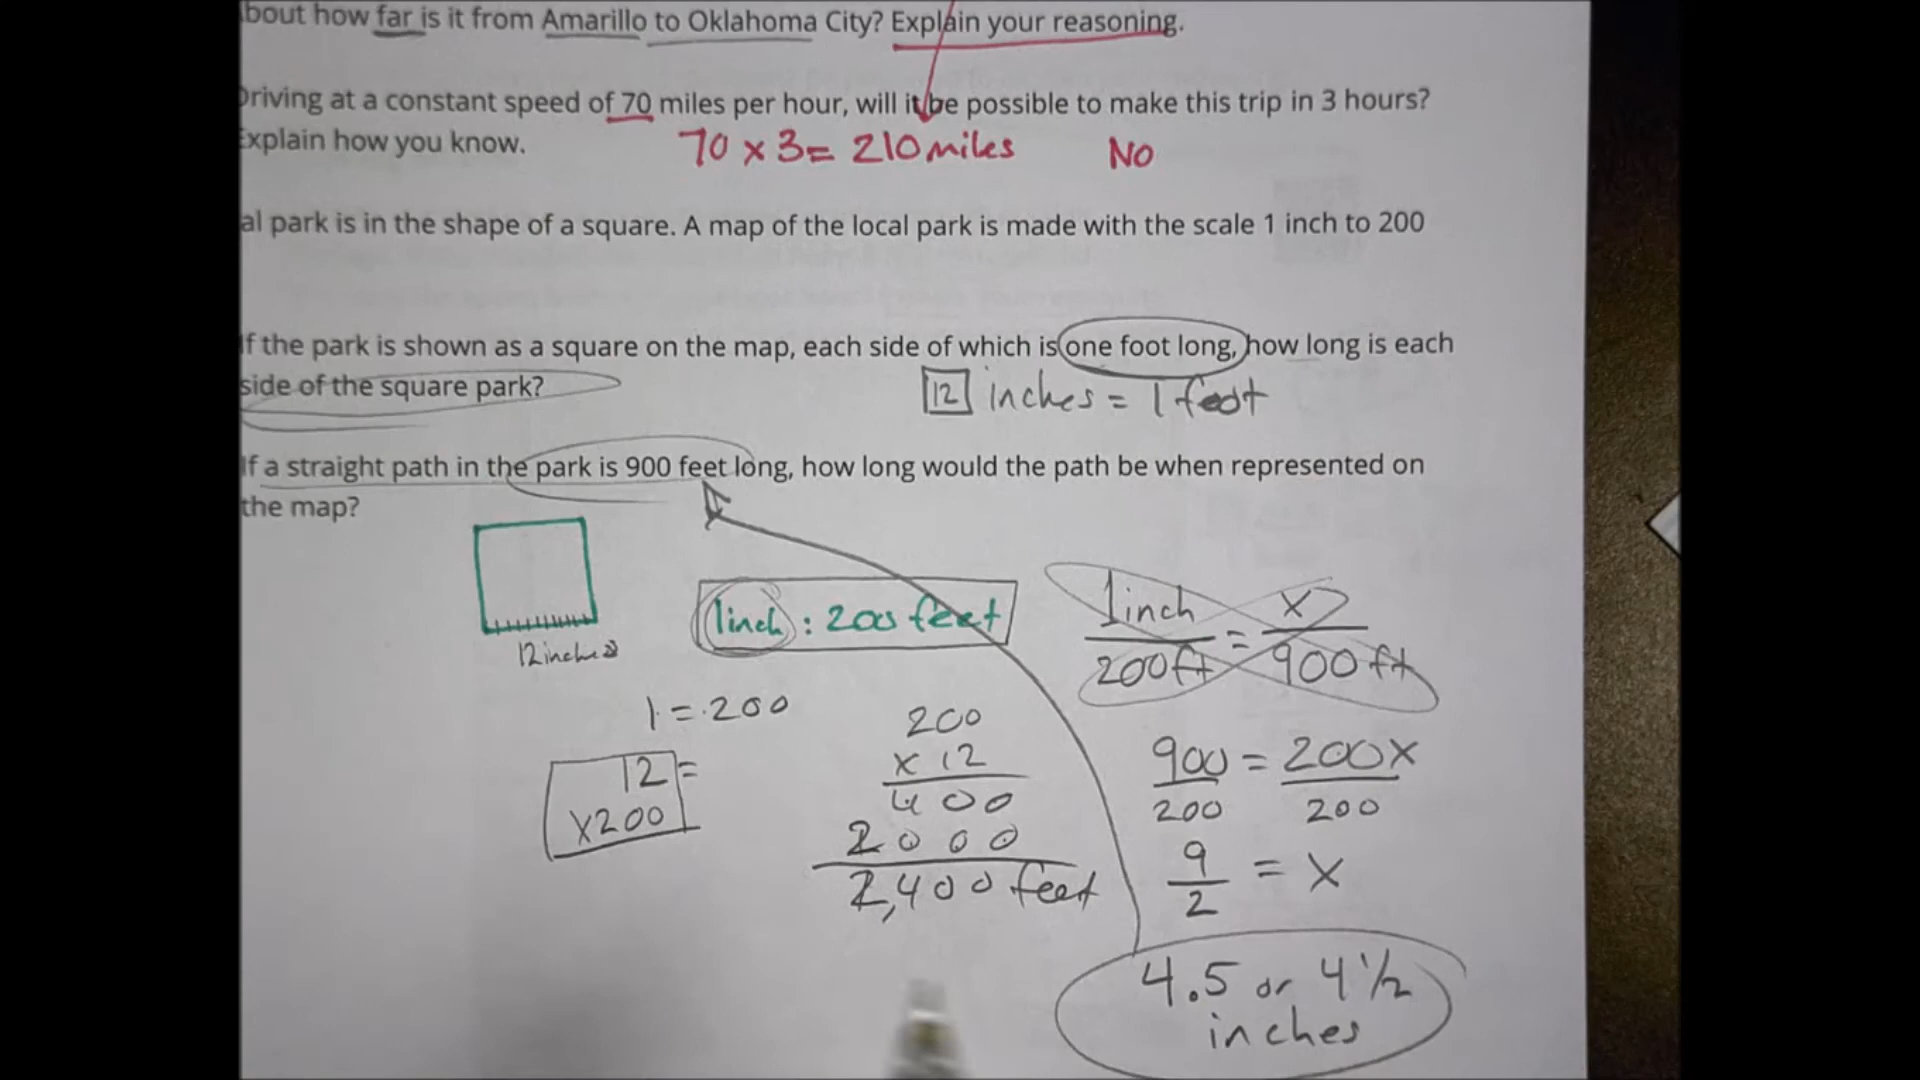 bout how far is it from Amarillo to Oklahoma City? Explain your reasoning.
Driving at a constant speed of 70 miles per hour, will it be possible to make this trip in 3 hours?
Explain how you know.
70 x 3 = 210 miles NO
al park is in the shape of a square. A map of the local park is made with the scale 1 inch to 200
If the park is shown as a square on the map, each side of which is one foot long, how long is each
side of the square park?
12 inches = 1 foot
If a straight path in the park is 900 feet long, how long would the path be when represented on
the map?
12 inches
1 inch : 200 feet
1 inch / 200 ft = x / 900 ft
1 = 200
12 =
x 200
200
x 12
400
2000
2,400 feet
900 = 200x
200 200
9/2 = x
4.5 or 4 1/2
inches